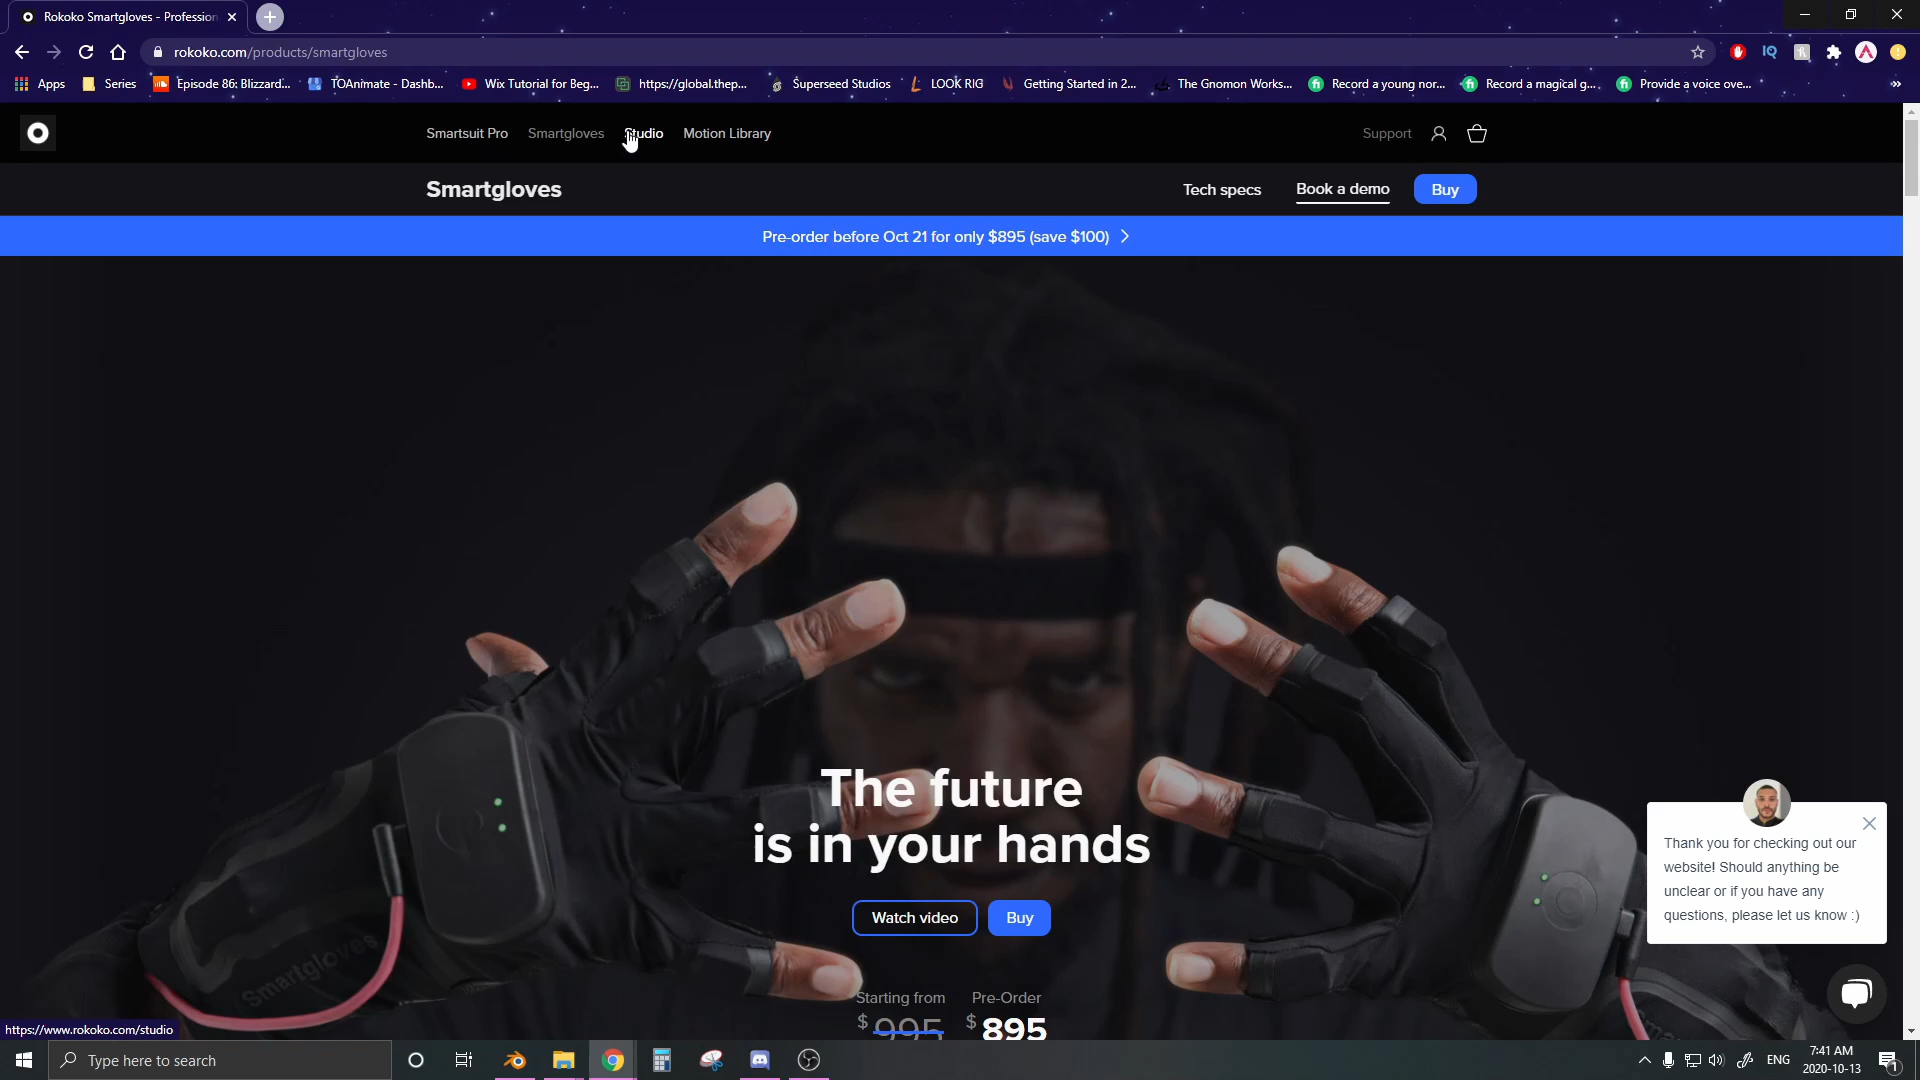 Rokoko Smartgloves - Profession
rokoko.com/products/smartgloves
Apps Series Episode 86: Blizzard'... TOAnimate - Dashb... Wix Tutorial for Beg... https://global.thep... Superseed Studios LOOK RIG Getting Started in 2... The Gnomon Works... Record a young nor... Record a magical g... Provide a voice ove...
Smartsuit Pro Smartgloves Studio Motion Library Support
Smartgloves Tech specs Book a demo Buy
Pre-order before Oct 21 for only $895 (save $100)
The future
is in your hands
Watch video Buy
Starting from Pre-Order
$995 $895
Smartgloves
Thank you for checking out our
website! Should anything be
unclear or if you have any
questions, please let us know :)
https://www.rokoko.com/studio
Type here to search
ENG
7:41 AM
2020-10-13
1